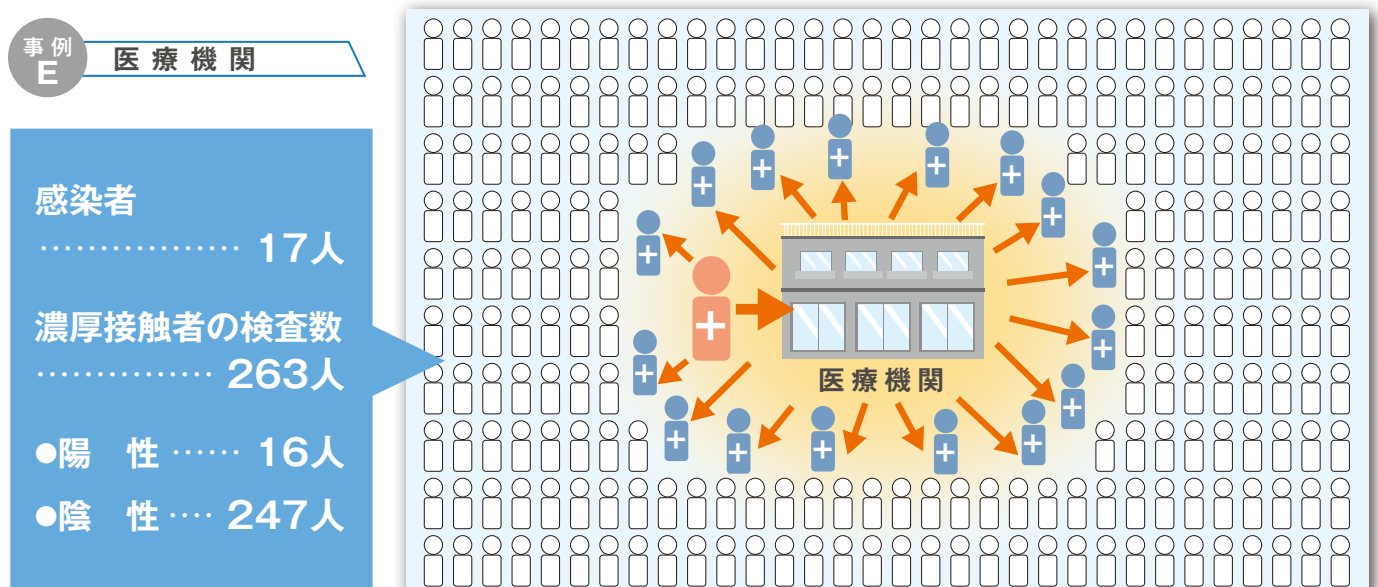 事例
E
医療機関
感染者
……………… 17人
濃厚接触者の検査数
…………… 263人
●陽　性 …… 16人
●陰　性 … 247人
医療機関